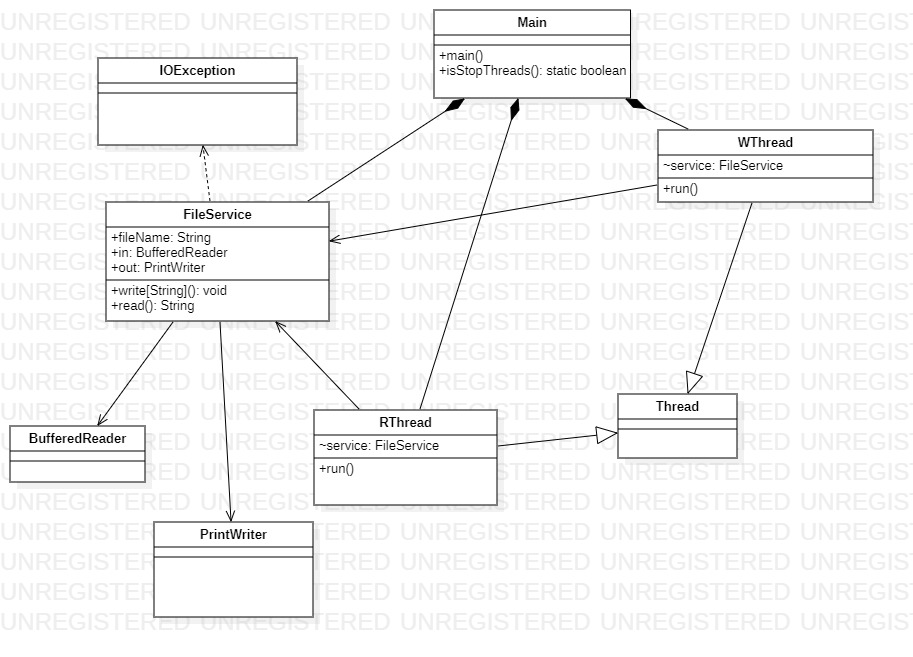 Main
+main()
+isStopThreads(): static boolean
IOException
WThread
~service: FileService
+run()
FileService
+fileName: String
+in: BufferedReader
+out: PrintWriter
+write[String](): void
+read(): String
Thread
RThread
~service: FileService
+run()
BufferedReader
PrintWriter
UNREGISTERED UNREGISTERED UNREGISTERED UNREGISTERED UNREGIS